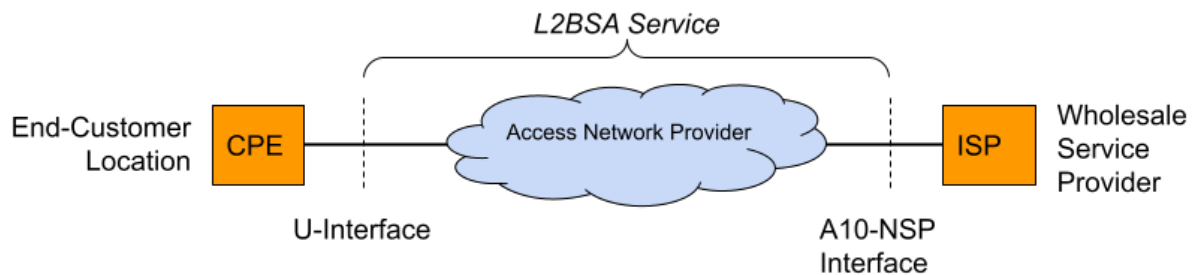 L2BSA Service
End-Customer
Location
CPE
Access Network Provider
ISP
Wholesale
Service
Provider
U-Interface
A10-NSP
Interface